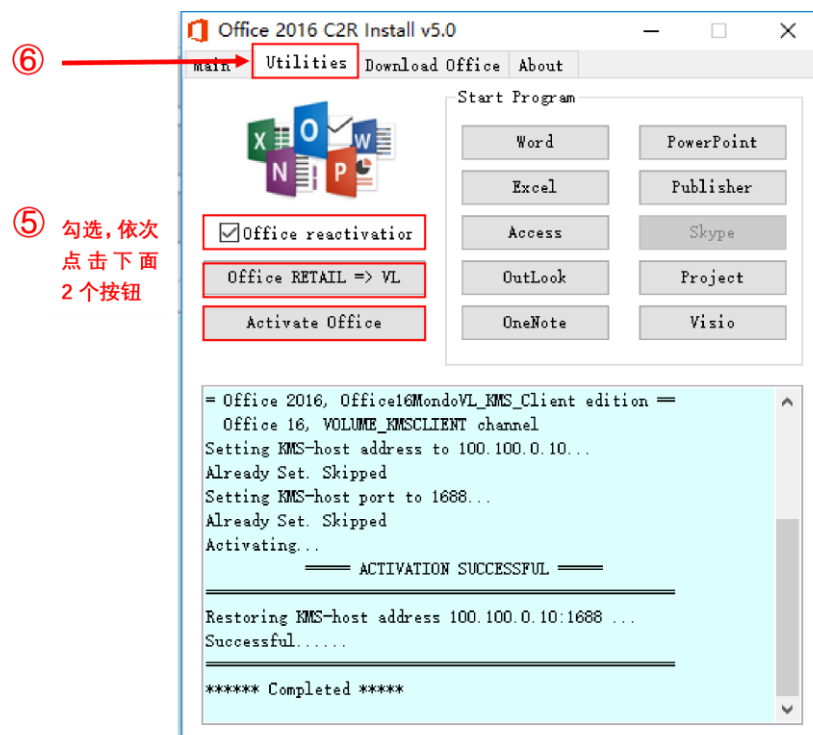 Office 2016 C2R Install v5.0
⑥
main
Utilities
Download Office
About
Start Program
Word
PowerPoint
Excel
Publisher
⑤
勾选，依次
点击下面
2个按钮
Office reactivation
Access
Skype
Office RETAIL => VL
OutLook
Project
Activate Office
OneNote
Visio
= Office 2016, Office16MondoVL_KMS_Client edition ==
Office 16, VOLUME_KMSCLIENT channel
Setting KMS-host address to 100.100.0.10...
Already Set. Skipped
Setting KMS-host port to 1688...
Already Set. Skipped
Activating...
===== ACTIVATION SUCCESSFUL =====
Restoring KMS-host address 100.100.0.10:1688 ...
Successful......
****** Completed *****